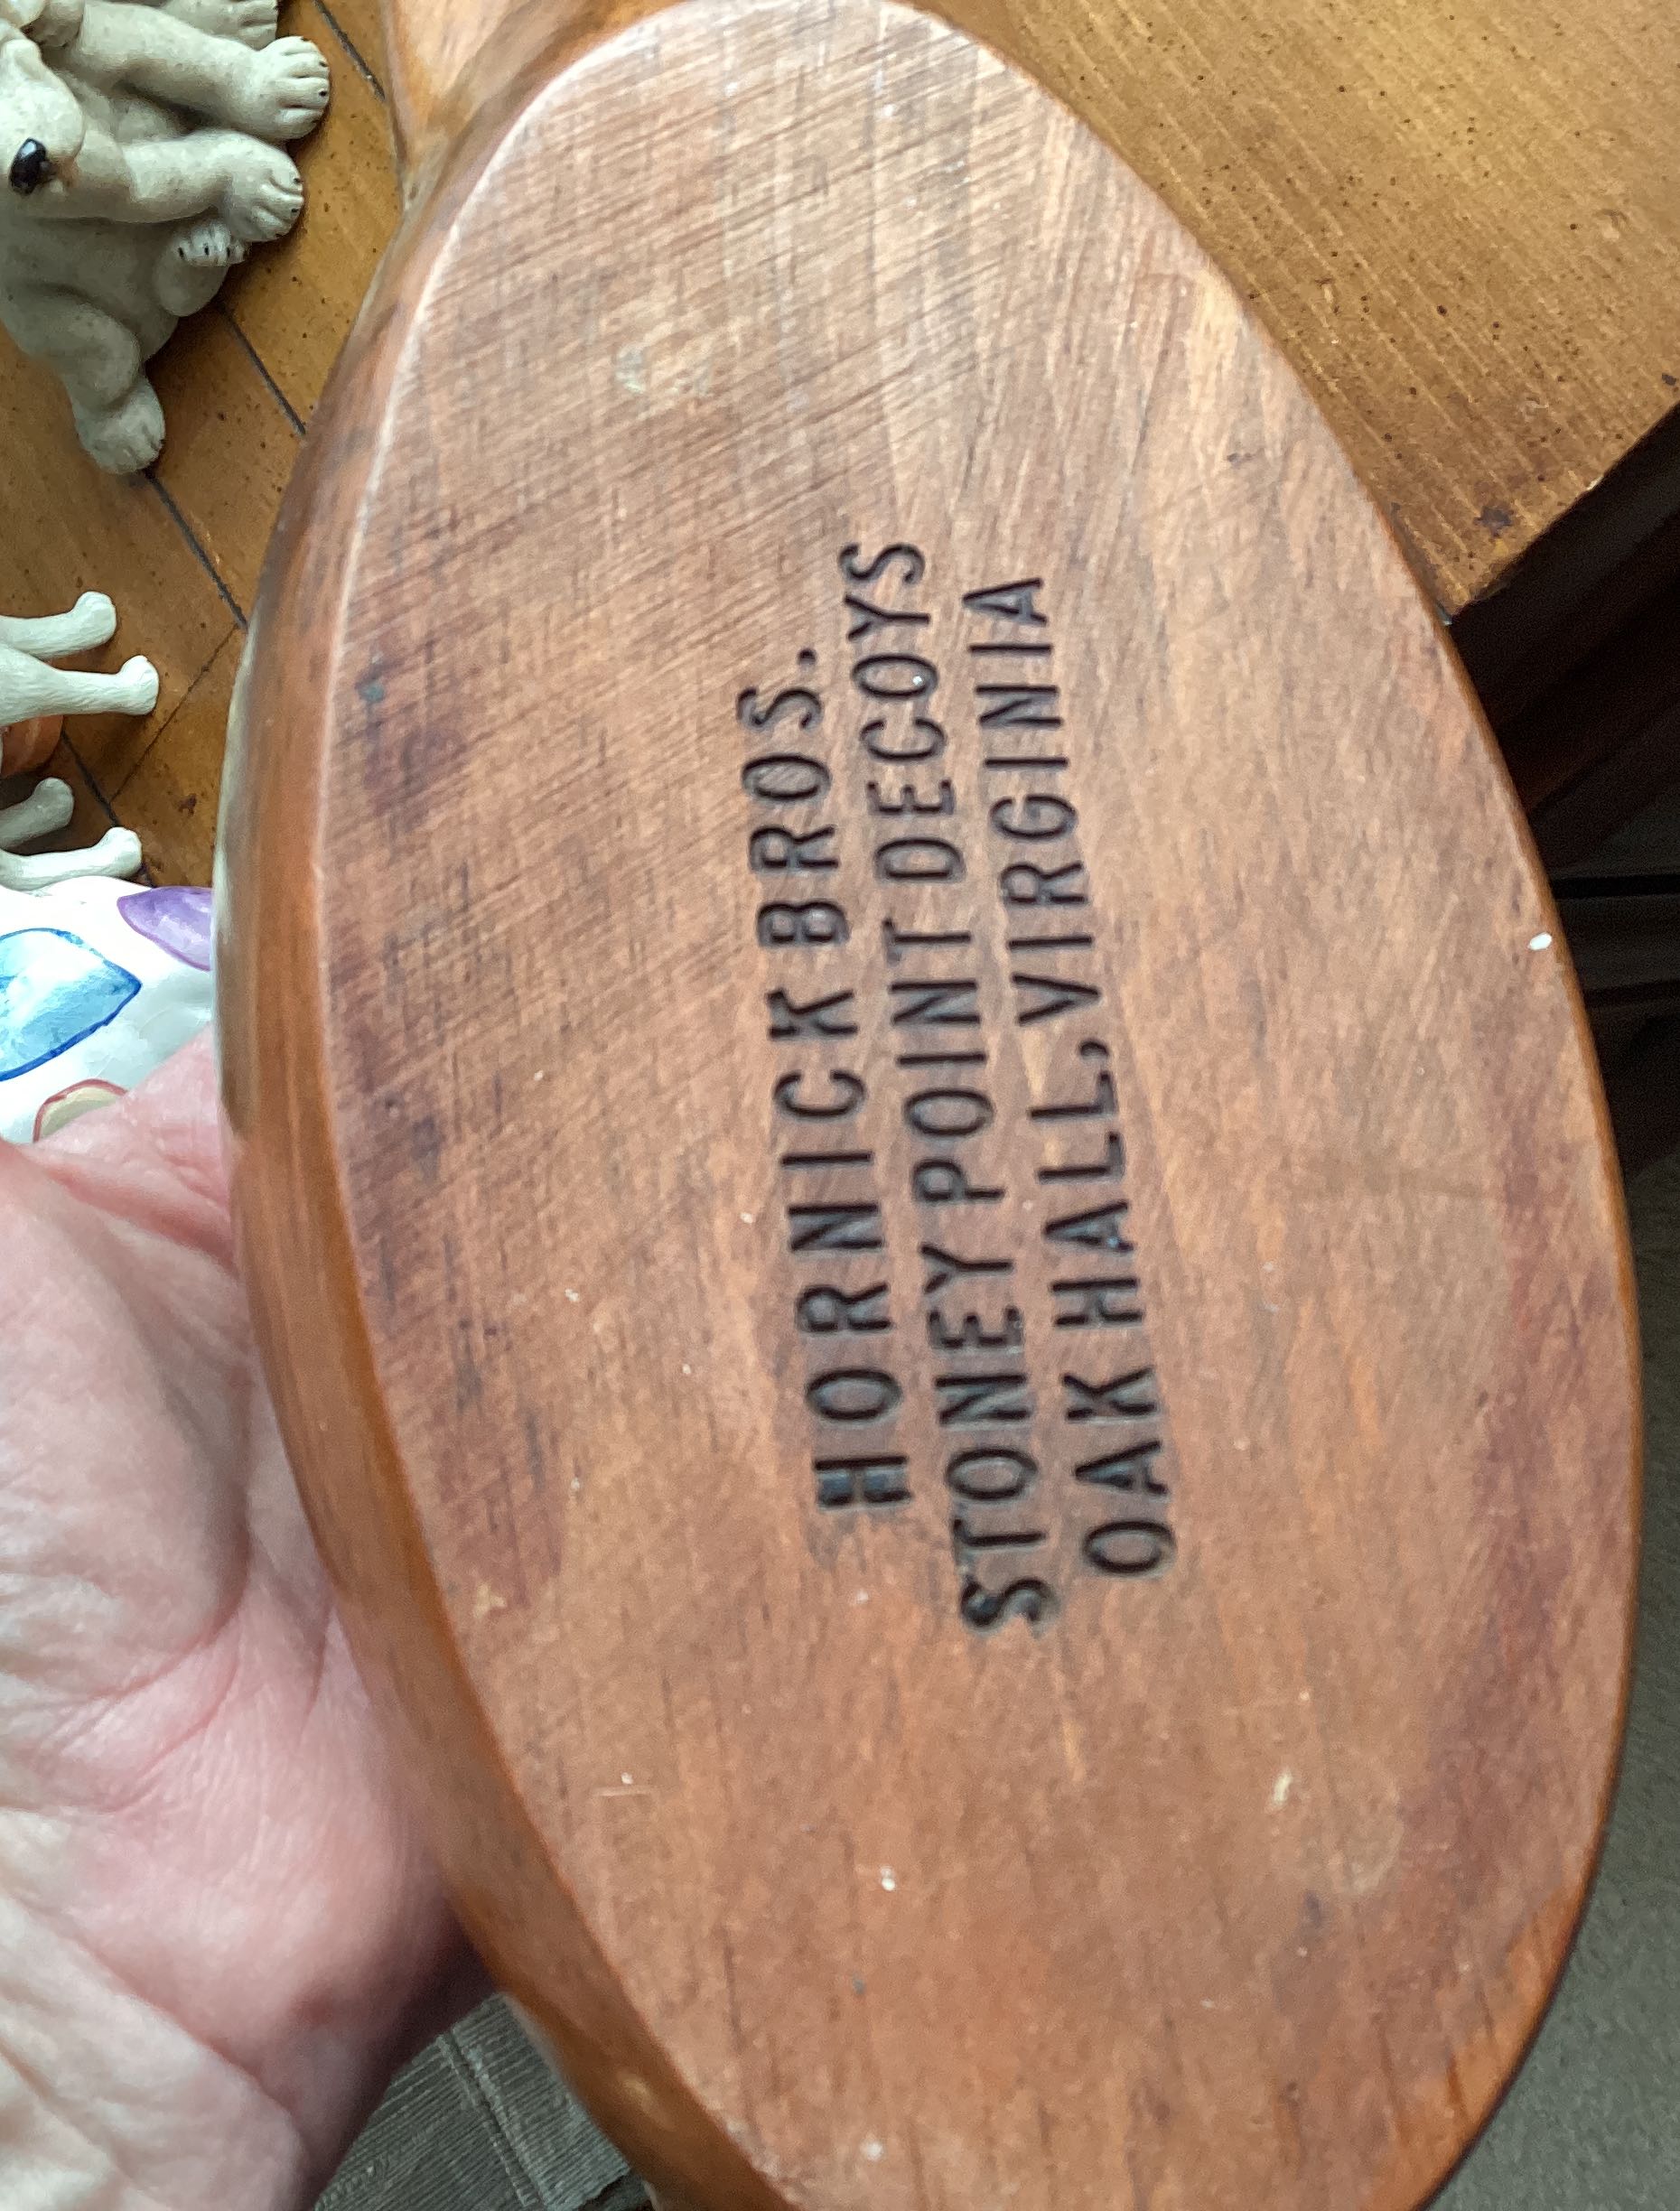 HORNICK BROS.
STONEY POINT DECOYS
OAK HALL, VIRGINIA